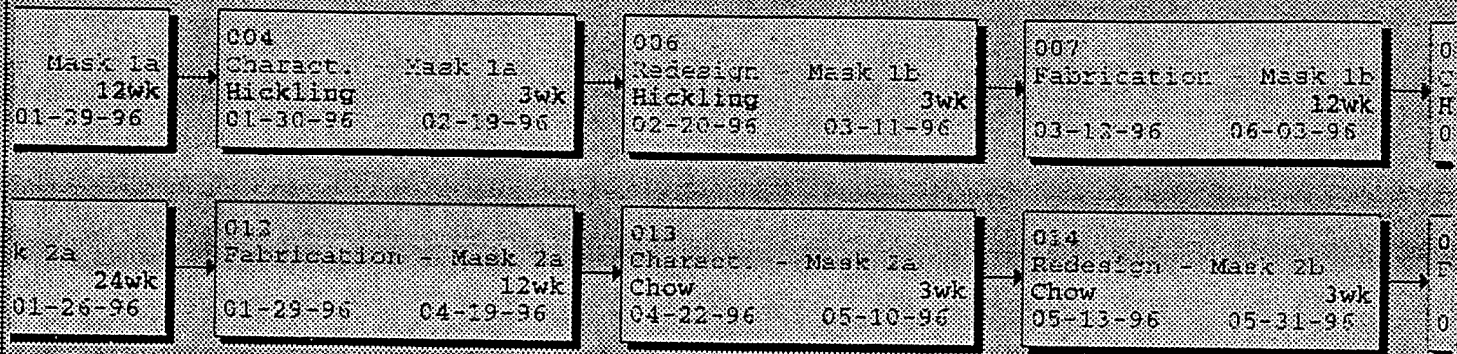 Mask 1a
12wk
01-29-96
004
Charact. - Mask 1a
Hickling 3wk
01-30-96 02-19-96
006
Redesign - Mask 1b
Hickling 3wk
02-20-96 03-11-96
007
Fabrication - Mask 1b
12wk
03-12-96 06-03-96
0
C
H
0
k 2a
24wk
01-26-96
012
Fabrication - Mask 2a
12wk
01-29-96 04-19-96
013
Charact. - Mask 2a
Chow 3wk
04-22-96 05-10-96
014
Redesign - Mask 2b
Chow 3wk
05-13-96 05-31-96
0
F
0